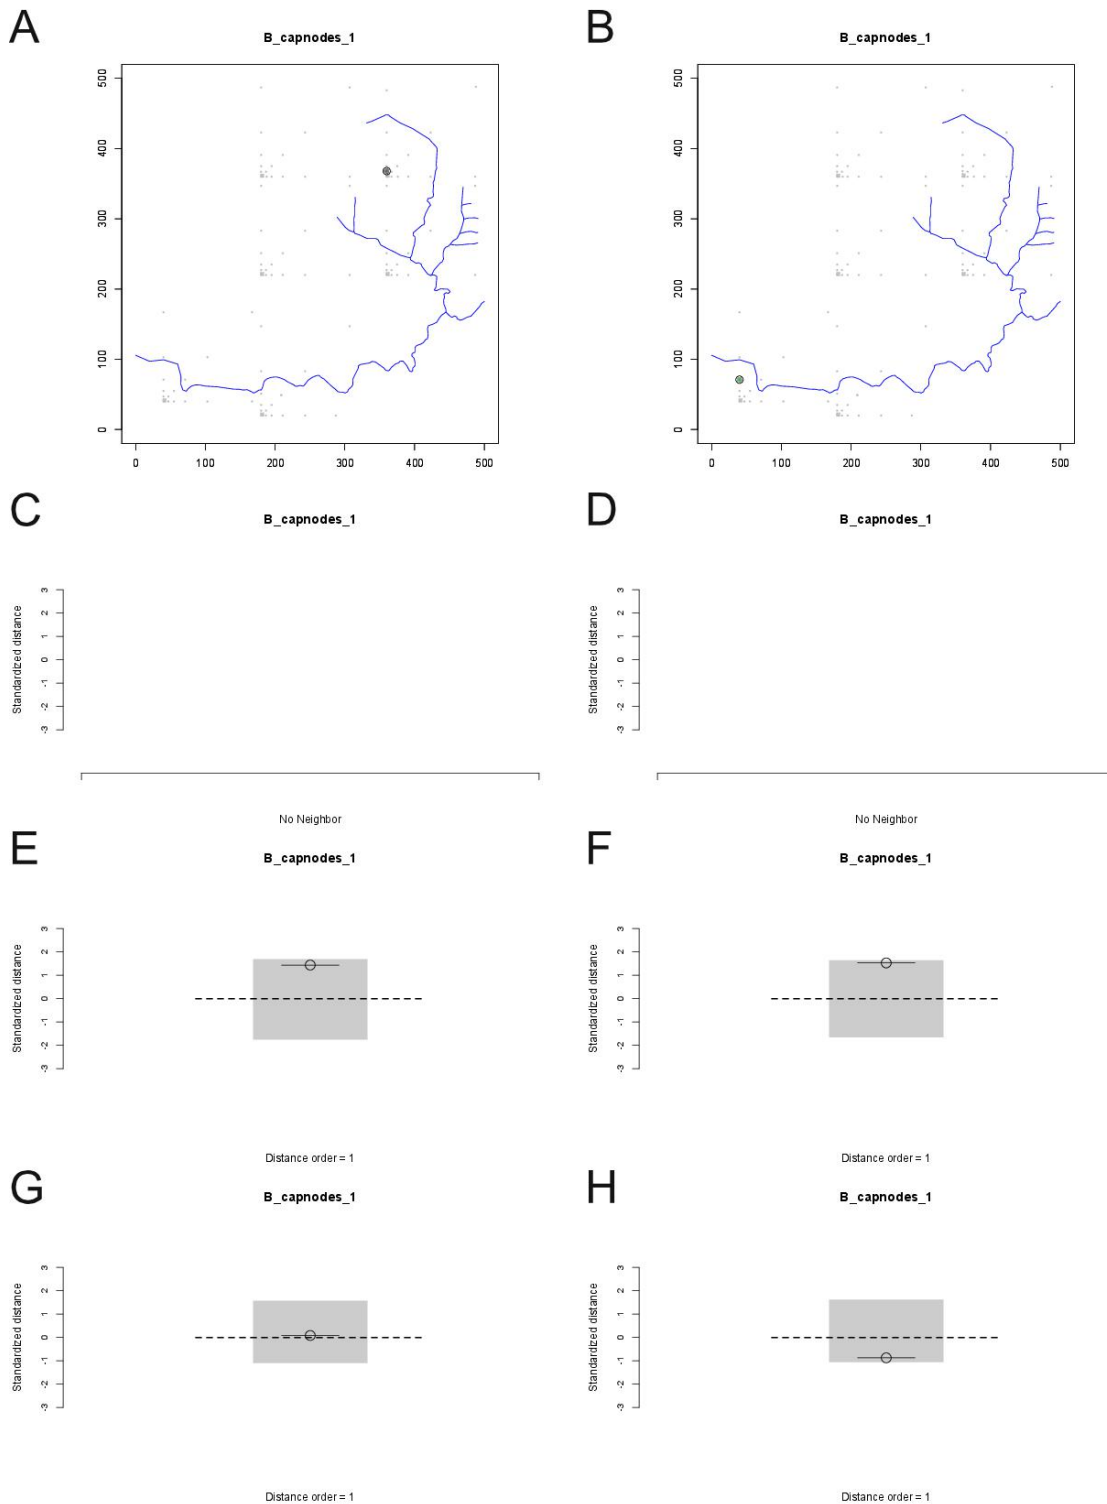 A
B
B_capnodes_1
B_capnodes_1
500
400
300
200
100
0
0 100 200 300 400 500
500
400
300
200
100
0
0 100 200 300 400 500
C
D
B_capnodes_1
B_capnodes_1
Standardized distance
3
2
1
0
-1
-2
-3
No Neighbor
Standardized distance
3
2
1
0
-1
-2
-3
No Neighbor
E
F
B_capnodes_1
B_capnodes_1
Standardized distance
3
2
1
0
-1
-2
-3
Distance order = 1
Standardized distance
3
2
1
0
-1
-2
-3
Distance order = 1
G
H
B_capnodes_1
B_capnodes_1
Standardized distance
3
2
1
0
-1
-2
-3
Distance order = 1
Standardized distance
3
2
1
0
-1
-2
-3
Distance order = 1